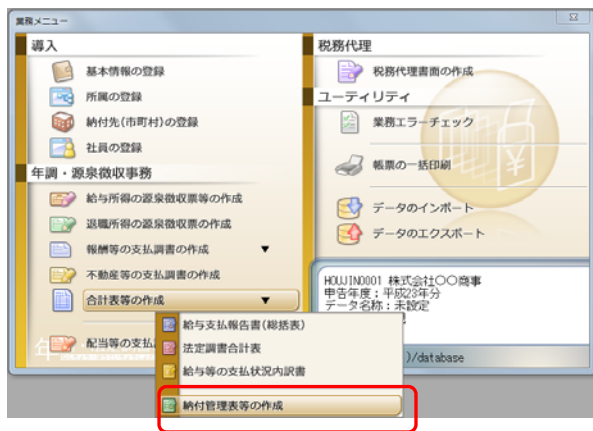 業務メニュー
導入
基本情報の登録
所属の登録
納付先(市町村)の登録
社員の登録
年調・源泉徴収事務
給与所得の源泉徴収票等の作成
退職所得の源泉徴収票の作成
報酬等の支払調書の作成 ▼
不動産等の支払調書の作成
合計表等の作成 ▼
配当等の支払
給与支払報告書(総括表)
法定調書合計表
給与等の支払状況内訳書
納付管理表等の作成
税務代理
税務代理書面の作成
ユーティリティ
業務エラーチェック
帳票の一括印刷
データのインポート
データのエクスポート
HOUJIN0001 株式会社○○商事
申告年度:平成23年分
データ名称:未設定
)/database